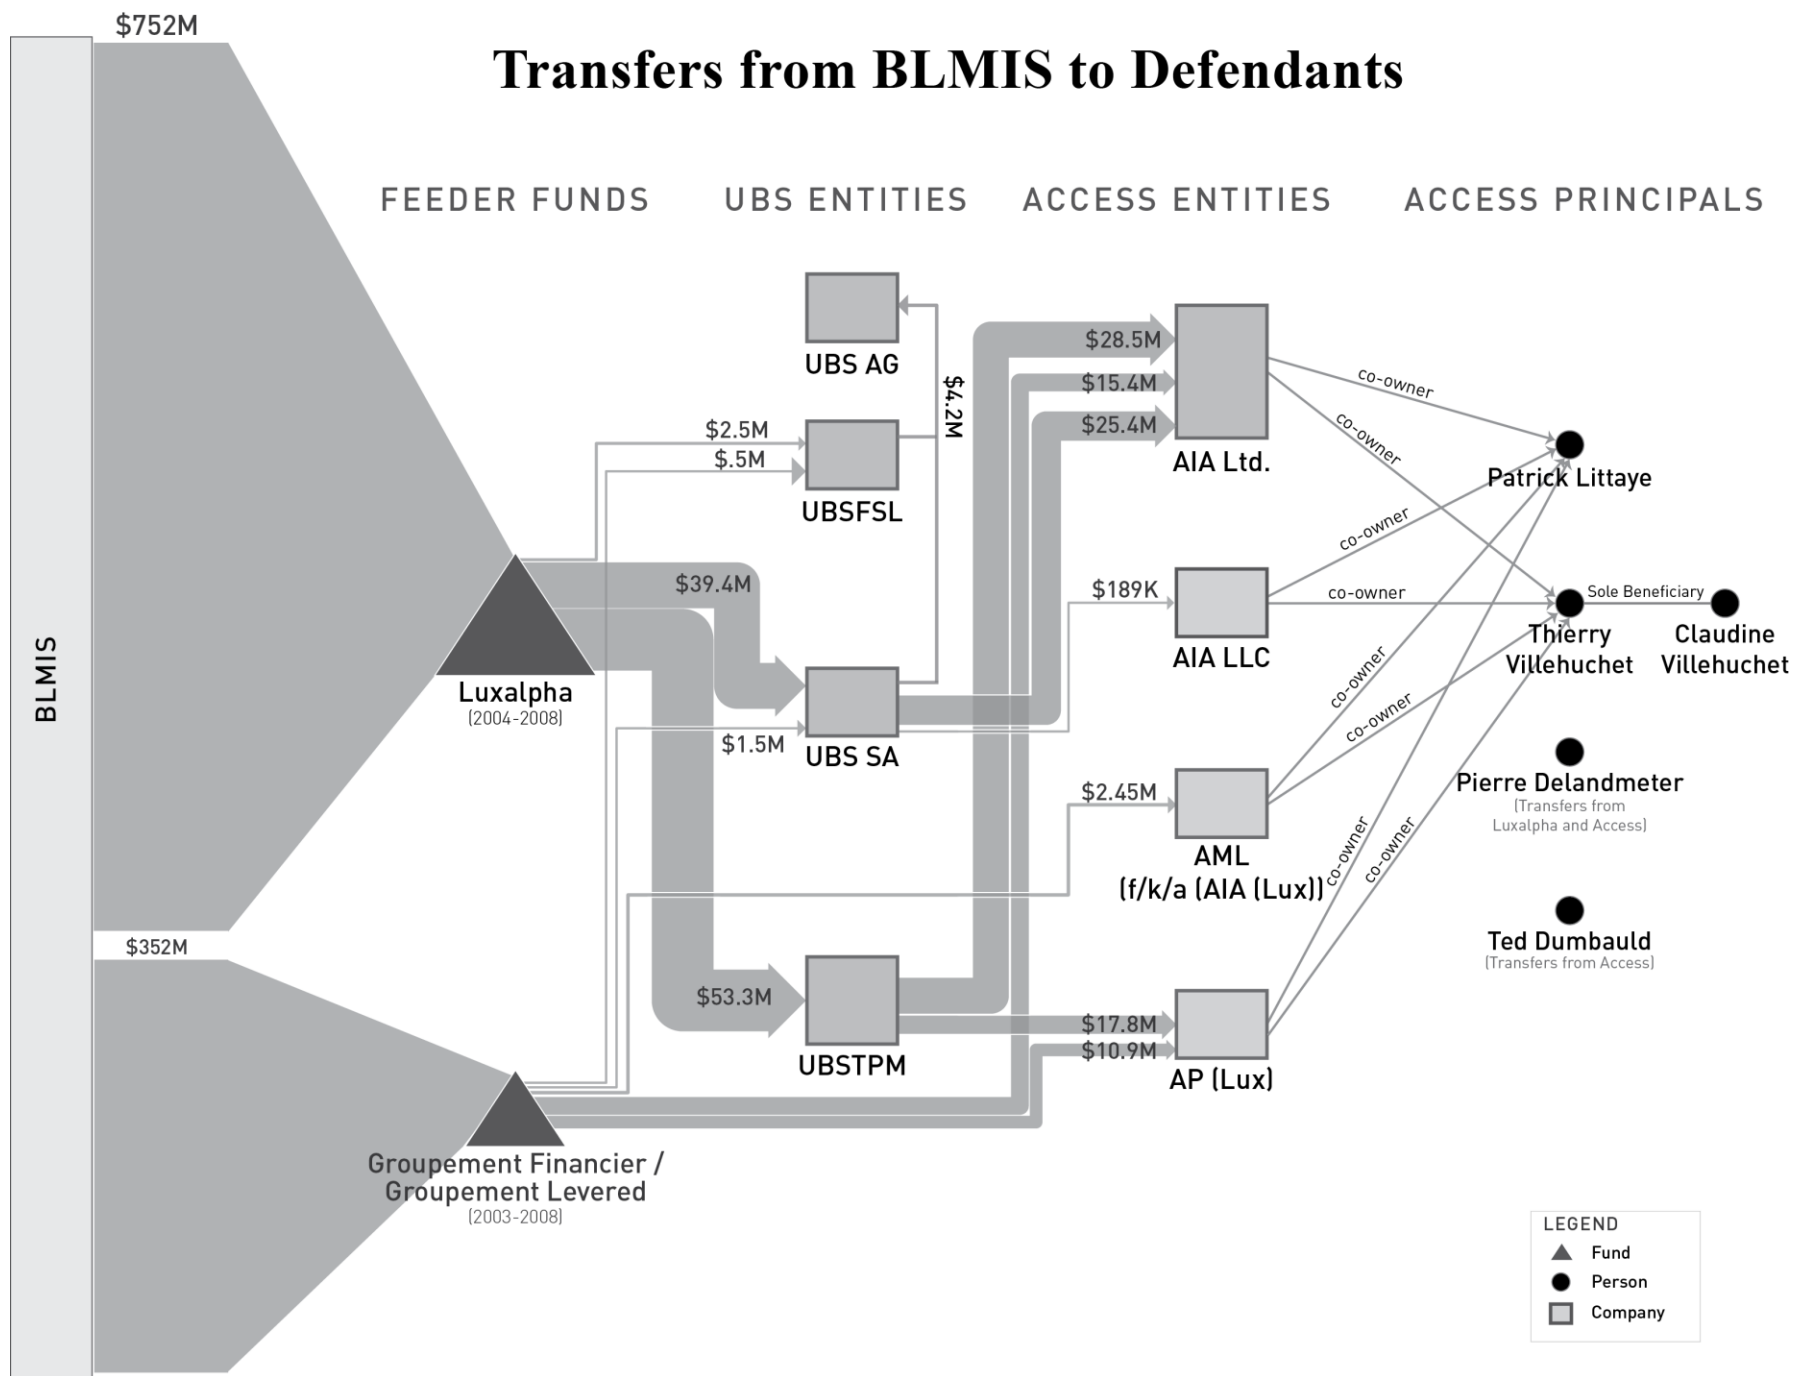 $752M
Transfers from BLMIS to Defendants
FEEDER FUNDS
UBS ENTITIES
ACCESS ENTITIES
ACCESS PRINCIPALS
BLMIS
UBS AG
$4.2M
$2.5M
$.5M
UBSFSL
$39.4M
Luxalpha
(2004-2008)
$1.5M
UBS SA
$53.3M
UBSTPM
$352M
Groupement Financier /
Groupement Levered
(2003-2008)
$28.5M
$15.4M
$25.4M
AIA Ltd.
$189K
AIA LLC
$2.45M
AML
(f/k/a (AIA (Lux))
$17.8M
$10.9M
AP (Lux)
co-owner
co-owner
co-owner
co-owner
co-owner
co-owner
co-owner
co-owner
Patrick Littaye
Sole Beneficiary
Thierry
Villehuchet
Claudine
Villehuchet
Pierre Delandmeter
(Transfers from
Luxalpha and Access)
Ted Dumbauld
(Transfers from Access)
LEGEND
Fund
Person
Company